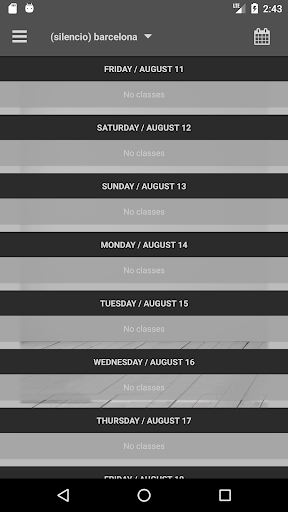 2:43
(silencio) barcelona
FRIDAY / AUGUST 11
No classes
SATURDAY / AUGUST 12
No classes
SUNDAY / AUGUST 13
No classes
MONDAY / AUGUST 14
No classes
TUESDAY / AUGUST 15
No classes
WEDNESDAY / AUGUST 16
No classes
THURSDAY / AUGUST 17
No classes
FRIDAY / AUGUST 18